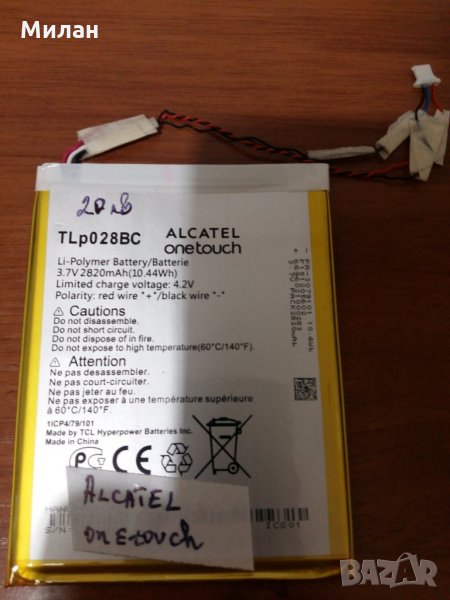 Милан
20лв
TLp028BC
ALCATEL
onetouch
Li-Polymer Battery/Batterie
3.7V 2820mAh(10.44Wh)
Limited charge voltage: 4.2V
Polarity: red wire "+"/black wire "-"
Cautions
Do not disassemble.
Do not short circuit.
Do not dispose of in fire.
Do not expose to high temperature(60°C/140°F).
Attention
Ne pas désassembler.
Ne pas court-circuiter.
Ne pas jeter au feu.
Ne pas exposer à une température supérieure
à 60°C/140°F.
1ICP4/79/101
Made by TCL Hyperpower Batteries Inc.
Made in China
ALCATEL
onetouch
MANU
S/N
ICS01
BAZAR